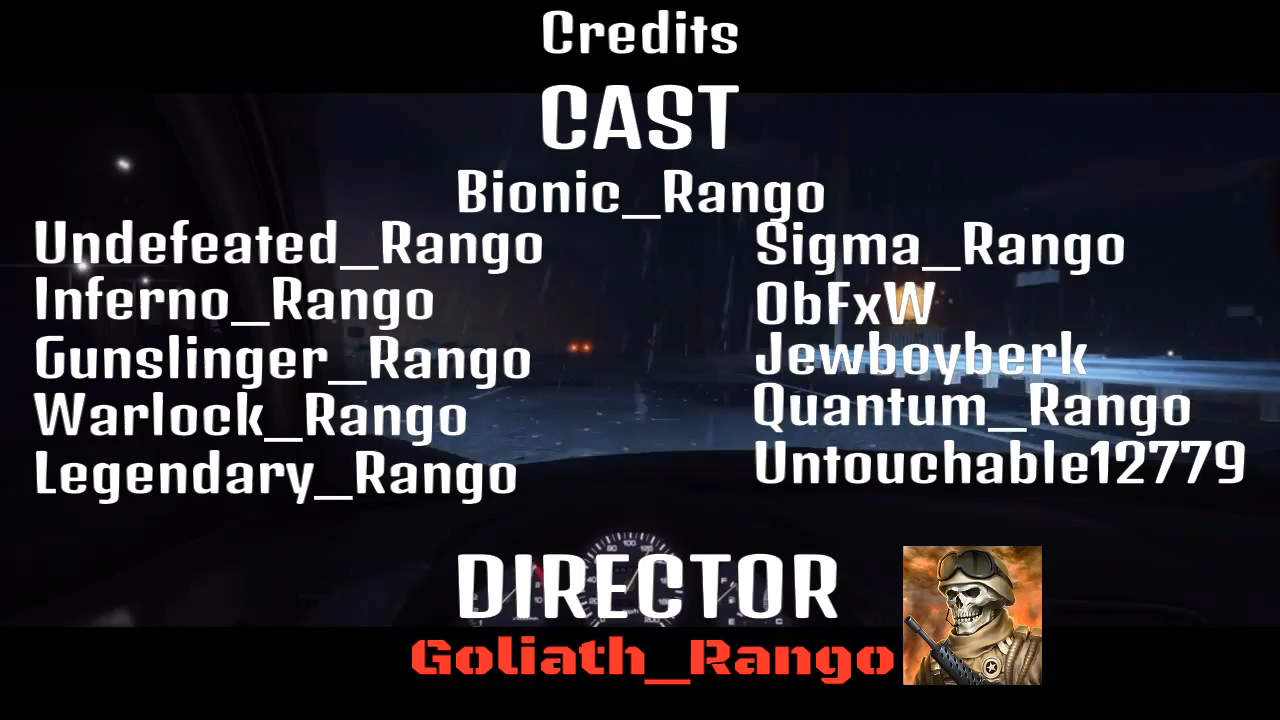 Credits
CAST
Bionic_Rango
Undefeated_Rango
Inferno_Rango
Gunslinger_Rango
Warlock_Rango
Legendary_Rango
Sigma_Rango
ObFxW
Jewboyberk
Quantum_Rango
Untouchable12779
DIRECTOR
Goliath_Rango